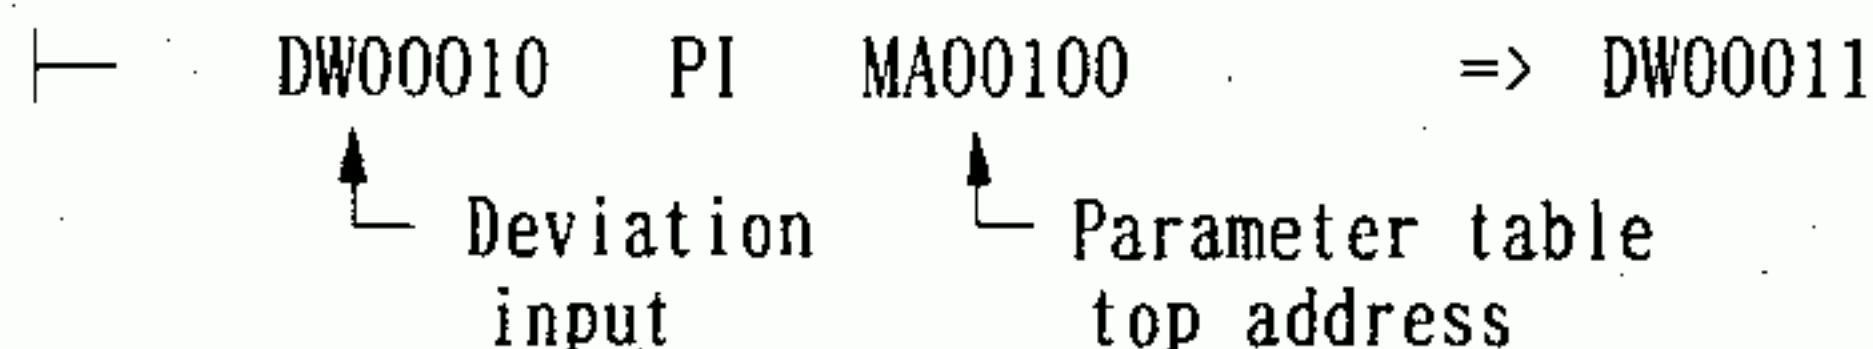 ├─ DW00010 PI MA00100 => DW00011
Deviation Parameter table
input top address